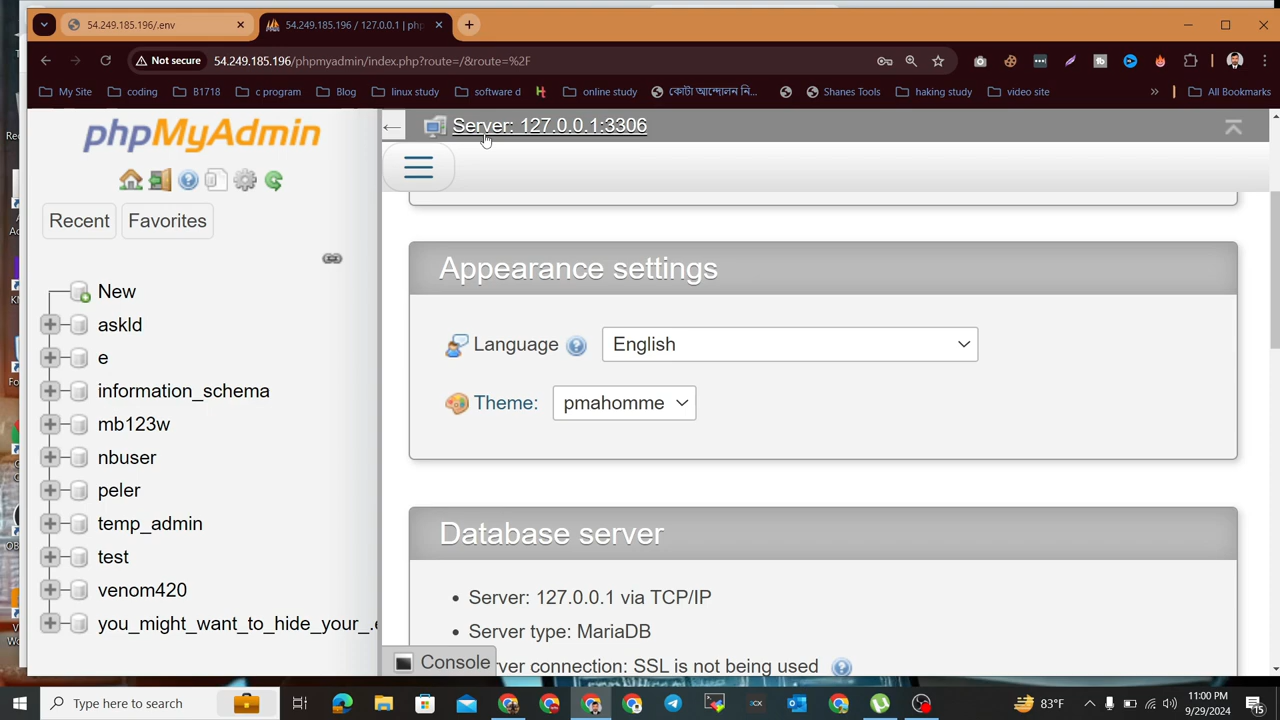 54.249.185.196/.env
54.249.185.196 / 127.0.0.1 | php
Not secure
54.249.185.196/phpmyadmin/index.php?route=/&route=%2F
My Site
coding
B1718
c program
Blog
linux study
software d
online study
কোটা আন্দোলন নি...
Shanes Tools
haking study
video site
»
All Bookmarks
phpMyAdmin
Server: 127.0.0.1:3306
Recent
Favorites
New
askld
e
information_schema
mb123w
nbuser
peler
temp_admin
test
venom420
you_might_want_to_hide_your_.e
Appearance settings
Language
English
Theme:
pmahomme
Database server
• Server: 127.0.0.1 via TCP/IP
• Server type: MariaDB
rver connection: SSL is not being used
Console
Type here to search
83°F
11:00 PM
9/29/2024
15